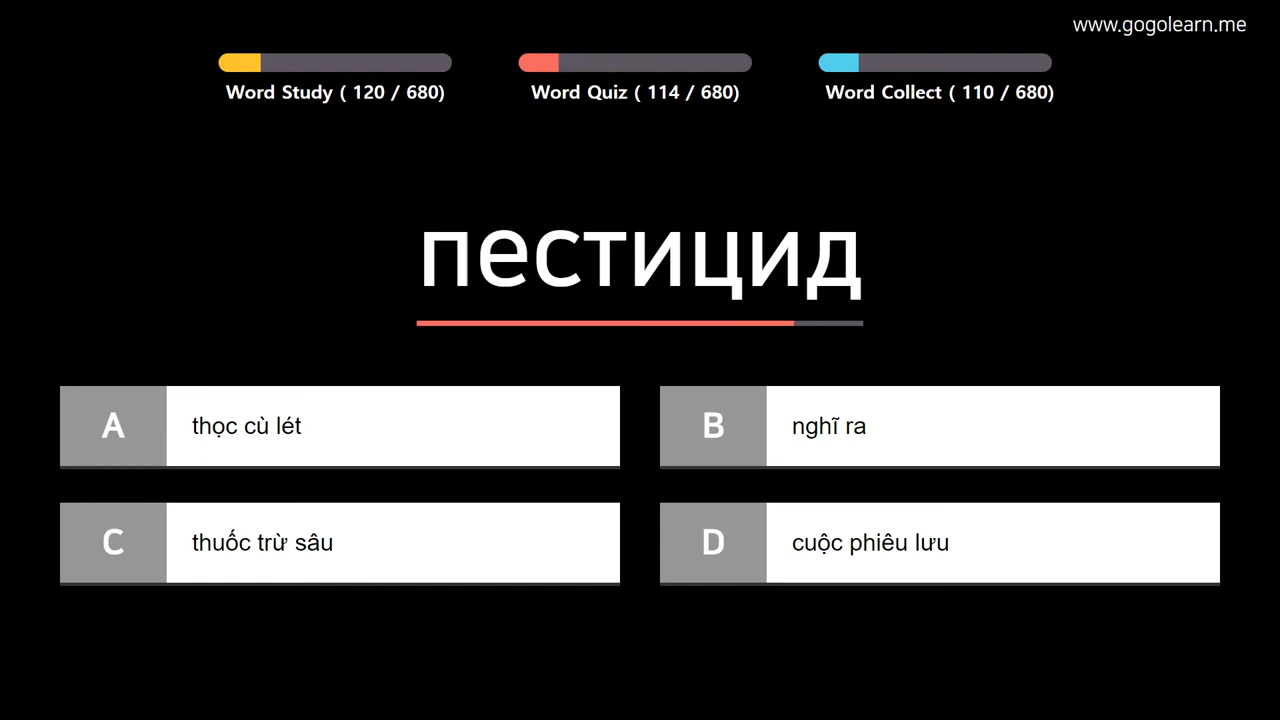 www.gogolearn.me
Word Study ( 120 / 680)
Word Quiz ( 114 / 680)
Word Collect ( 110 / 680)
пестицид
A
thọc cù lét
B
nghĩ ra
C
thuốc trừ sâu
D
cuộc phiêu lưu